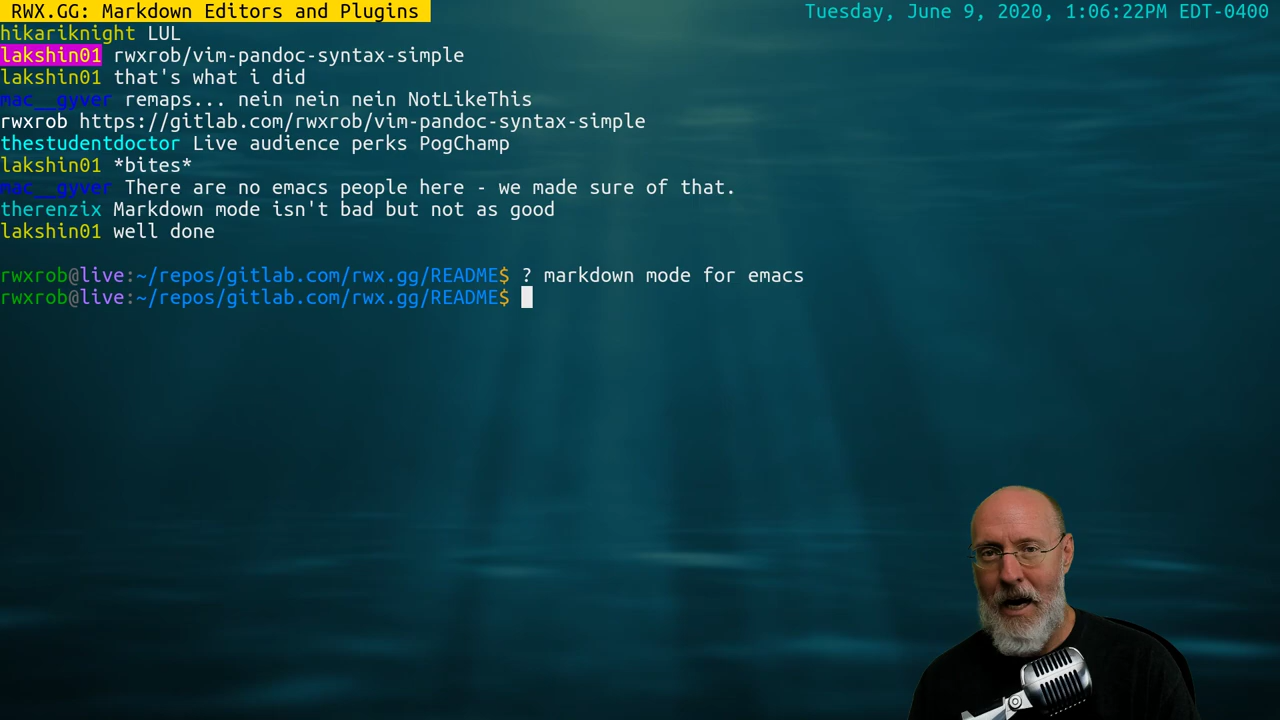 RWX.GG: Markdown Editors and Plugins
Tuesday, June 9, 2020, 1:06:22PM EDT-0400
hikariknight LUL
lakshin01 rwxrob/vim-pandoc-syntax-simple
lakshin01 that's what i did
mac__gyver remaps... nein nein nein NotLikeThis
rwxrob https://gitlab.com/rwxrob/vim-pandoc-syntax-simple
thestudentdoctor Live audience perks PogChamp
lakshin01 *bites*
mac__gyver There are no emacs people here - we made sure of that.
therenzix Markdown mode isn't bad but not as good
lakshin01 well done
rwxrob@live:~/repos/gitlab.com/rwx.gg/README$ ? markdown mode for emacs
rwxrob@live:~/repos/gitlab.com/rwx.gg/README$